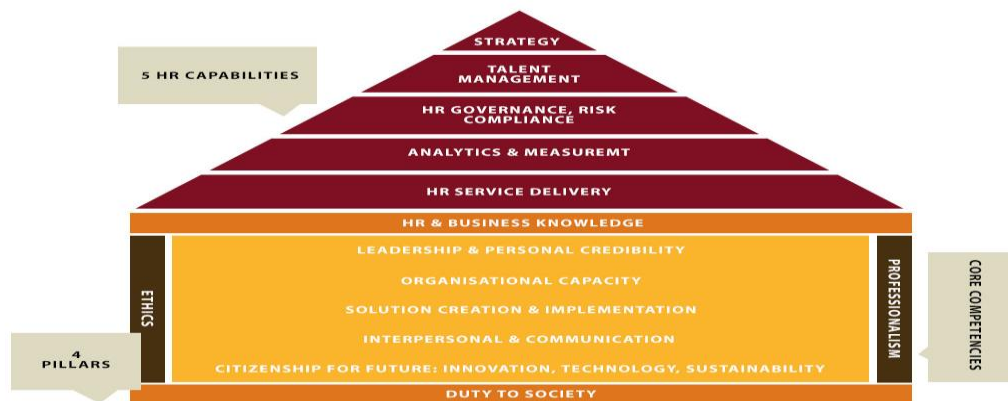 STRATEGY
5 HR CAPABILITIES
TALENT
MANAGEMENT
HR GOVERNANCE, RISK
COMPLIANCE
ANALYTICS & MEASUREMT
HR SERVICE DELIVERY
HR & BUSINESS KNOWLEDGE
ETHICS
LEADERSHIP & PERSONAL CREDIBILITY
ORGANISATIONAL CAPACITY
SOLUTION CREATION & IMPLEMENTATION
INTERPERSONAL & COMMUNICATION
CITIZENSHIP FOR FUTURE: INNOVATION, TECHNOLOGY, SUSTAINABILITY
PROFESSIONALISM
CORE COMPETENCIES
4
PILLARS
DUTY TO SOCIETY